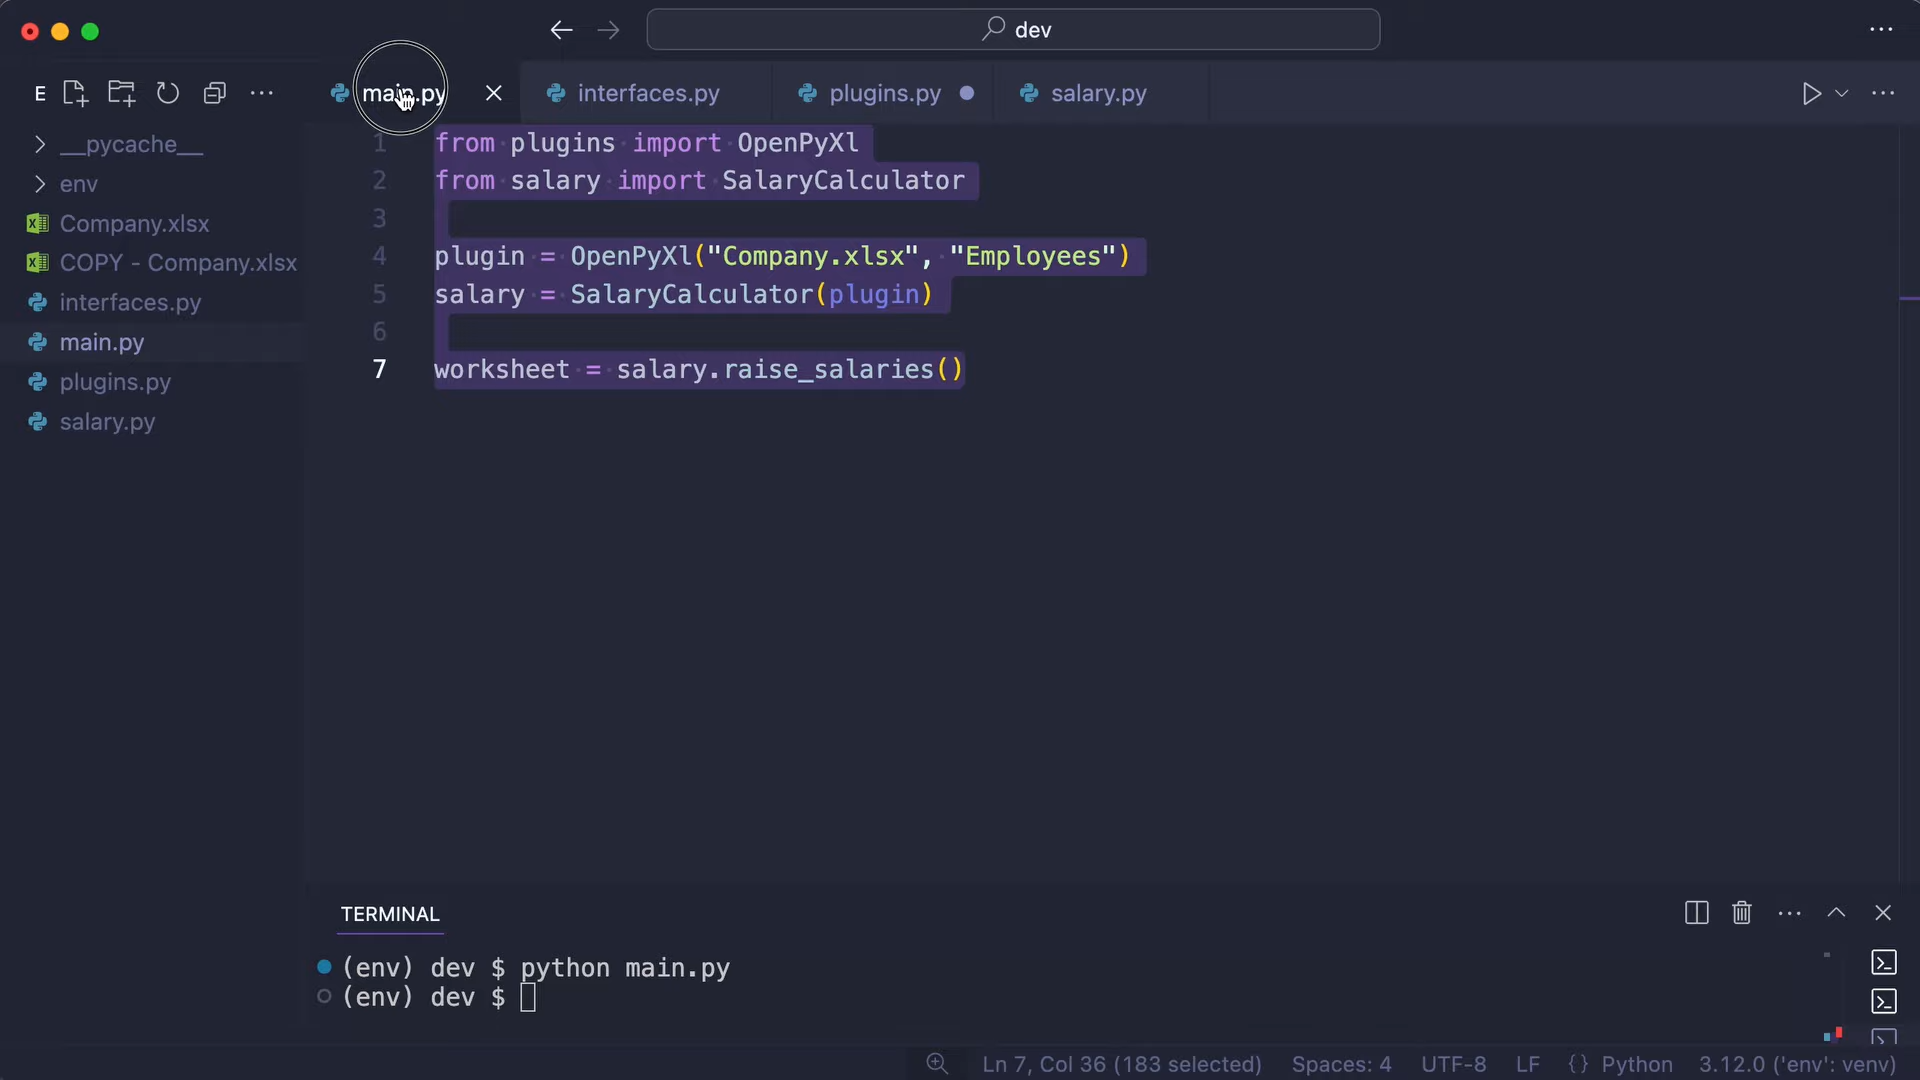 dev
E
main.py
interfaces.py
plugins.py
salary.py
__pycache__
env
Company.xlsx
COPY - Company.xlsx
interfaces.py
main.py
plugins.py
salary.py
1 from plugins import OpenPyXl
2 from salary import SalaryCalculator
3
4 plugin = OpenPyXl("Company.xlsx", "Employees")
5 salary = SalaryCalculator(plugin)
6
7 worksheet = salary.raise_salaries()
TERMINAL
(env) dev $ python main.py
(env) dev $
Ln 7, Col 36 (183 selected) Spaces: 4 UTF-8 LF {} Python 3.12.0 ('env': venv)